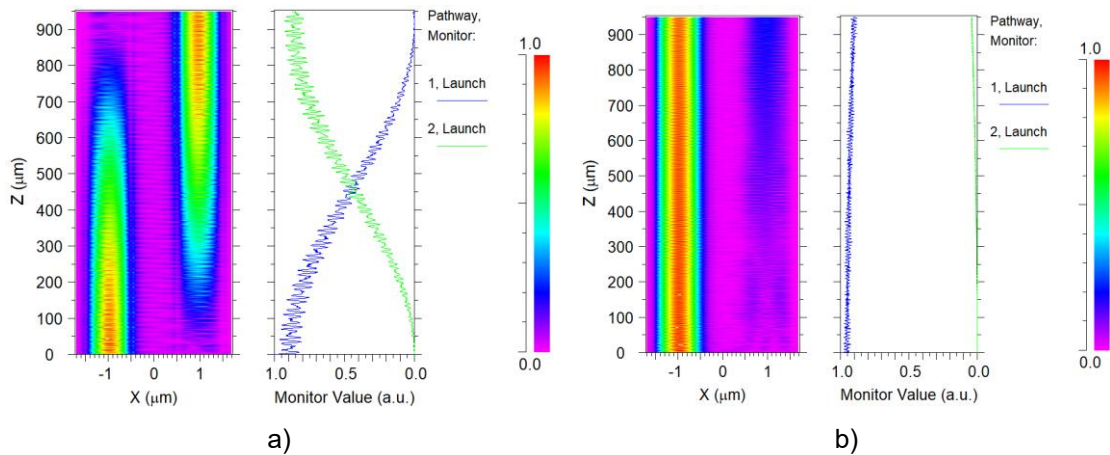 900
800
700
600
500
400
300
200
100
0
Z (μm)
-1
0
1
X (μm)
1.0
0.5
0.0
Monitor Value (a.u.)
Pathway,
Monitor:
1, Launch
2, Launch
1.0
0.0
a)
900
800
700
600
500
400
300
200
100
0
Z (μm)
-1
0
1
X (μm)
1.0
0.5
0.0
Monitor Value (a.u.)
Pathway,
Monitor:
1, Launch
2, Launch
1.0
0.0
b)